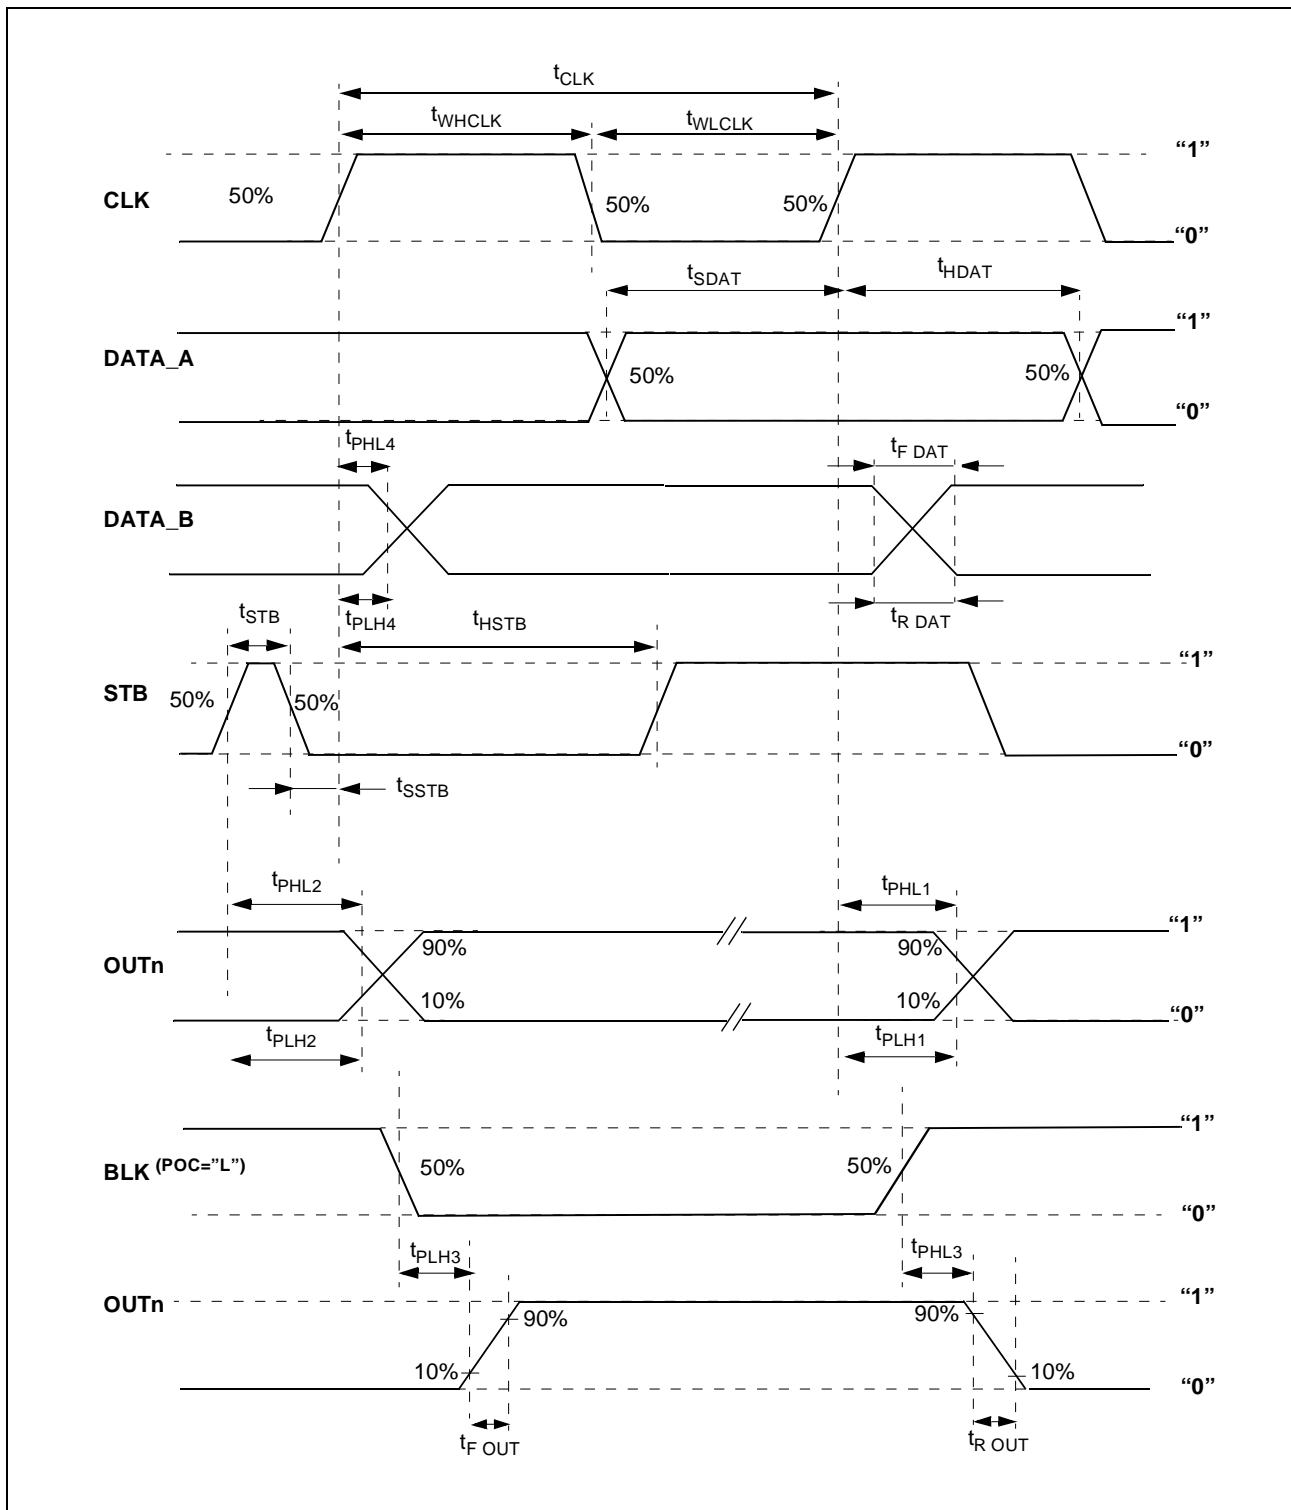 tCLK
tWHCLK tWLCLK
“1”
CLK 50% 50% 50%
“0”
tSDAT tHDAT
“1”
DATA_A 50% 50%
“0”
tPHL4 tF DAT
DATA_B
tSTB tPLH4 tHSTB tR DAT
“1”
STB 50% 50%
“0”
tSSTB
tPHL2 tPHL1
“1”
90% 90%
OUTn
10% 10%
“0”
tPLH2 tPLH1
“1”
BLK (POC=”L”) 50% 50%
“0”
tPLH3 tPHL3
OUTn “1”
90% 90%
10% 10%
“0”
tF OUT tR OUT